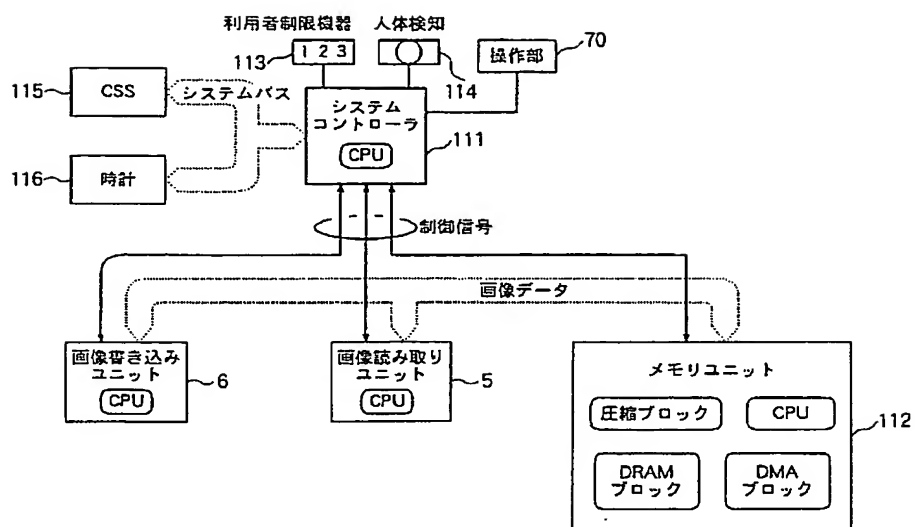 利用者制限機器
人体検知
1 2 3
113
114
操作部
70
115
CSS
システムバス
システム
コントローラ
CPU
111
116
時計
制御信号
画像データ
画像書き込み
ユニット
CPU
6
画像読み取り
ユニット
CPU
5
メモリユニット
圧縮ブロック
CPU
112
DRAM
ブロック
DMA
ブロック